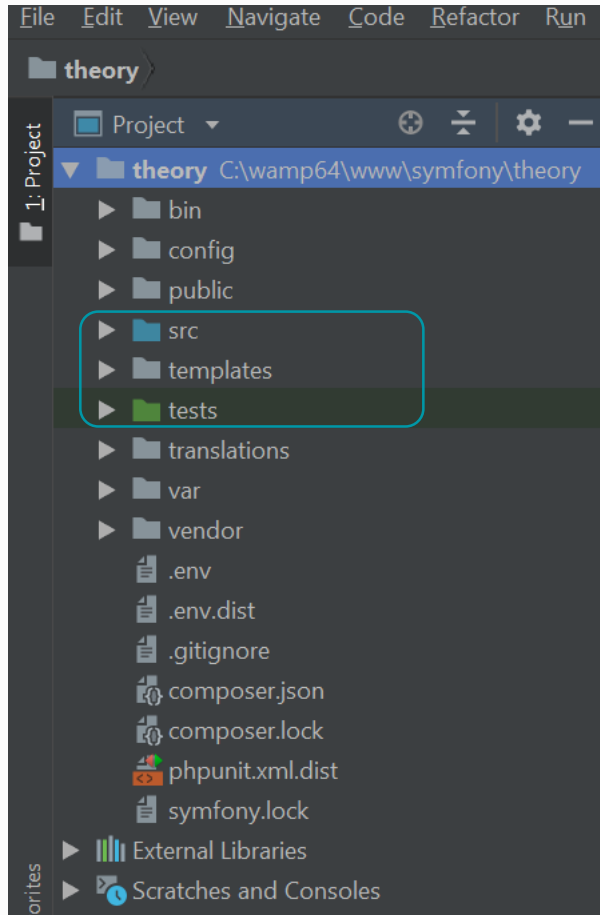 File Edit View Navigate Code Refactor Run
theory
1: Project
Project
theory C:\wamp64\www\symfony\theory
bin
config
public
src
templates
tests
translations
var
vendor
.env
.env.dist
.gitignore
composer.json
composer.lock
phpunit.xml.dist
symfony.lock
External Libraries
Scratches and Consoles
orites